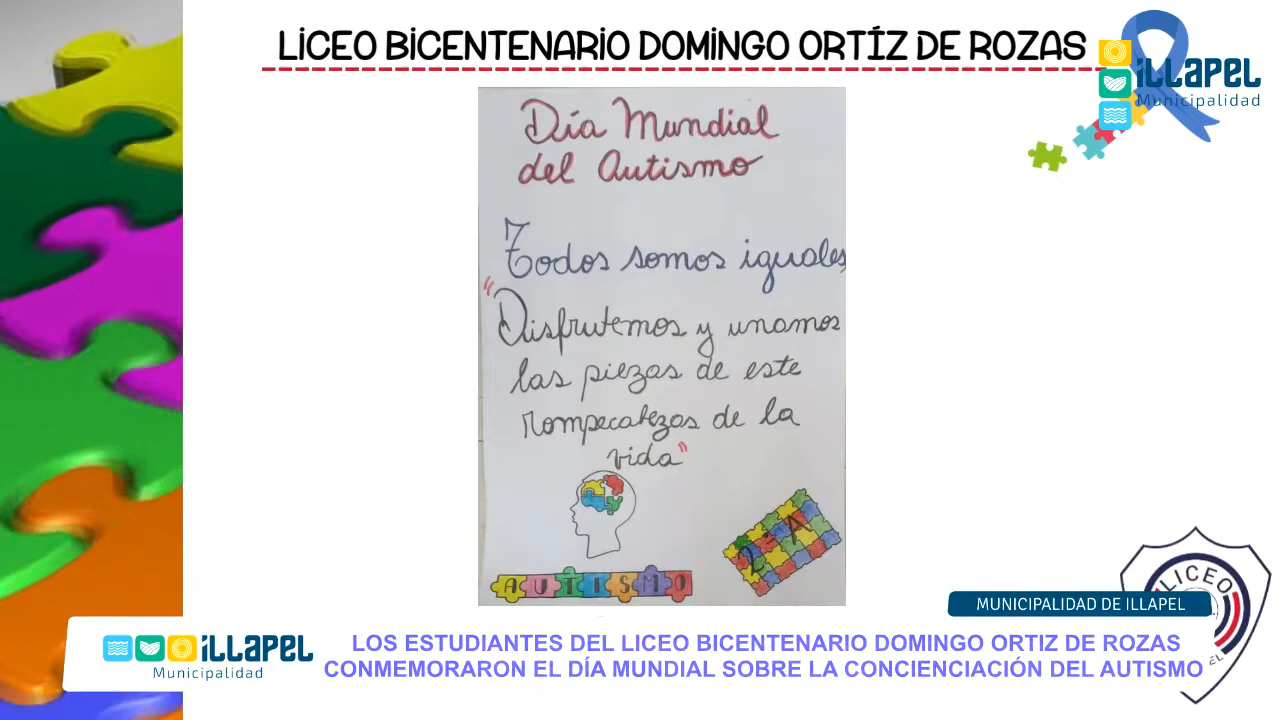 LICEO BICENTENARIO DOMINGO ORTÍZ DE ROZAS
ILLAPEL
Municipalidad
Día Mundial
del Autismo
Todos somos iguales
"Disfrutemos y unamos
las piezas de este
rompecabezas de la
vida"
2-A
AUTISMO
LICEO
MUNICIPALIDAD DE ILLAPEL
ILLAPEL
Municipalidad
LOS ESTUDIANTES DEL LICEO BICENTENARIO DOMINGO ORTIZ DE ROZAS
CONMEMORARON EL DÍA MUNDIAL SOBRE LA CONCIENCIACIÓN DEL AUTISMO